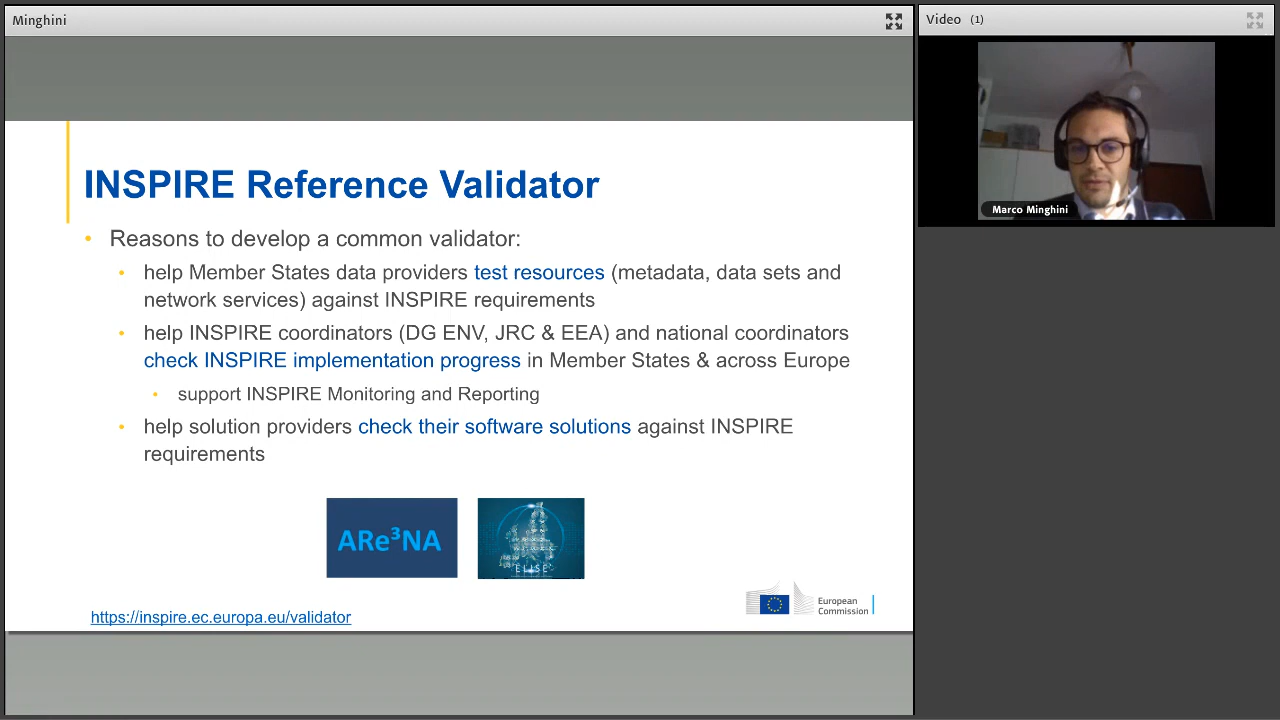 Minghini
Video (1)
Marco Minghini
INSPIRE Reference Validator
• Reasons to develop a common validator:
• help Member States data providers test resources (metadata, data sets and
network services) against INSPIRE requirements
• help INSPIRE coordinators (DG ENV, JRC & EEA) and national coordinators
check INSPIRE implementation progress in Member States & across Europe
• support INSPIRE Monitoring and Reporting
• help solution providers check their software solutions against INSPIRE
requirements
ARe³NA
ELISE
European
Commission
https://inspire.ec.europa.eu/validator